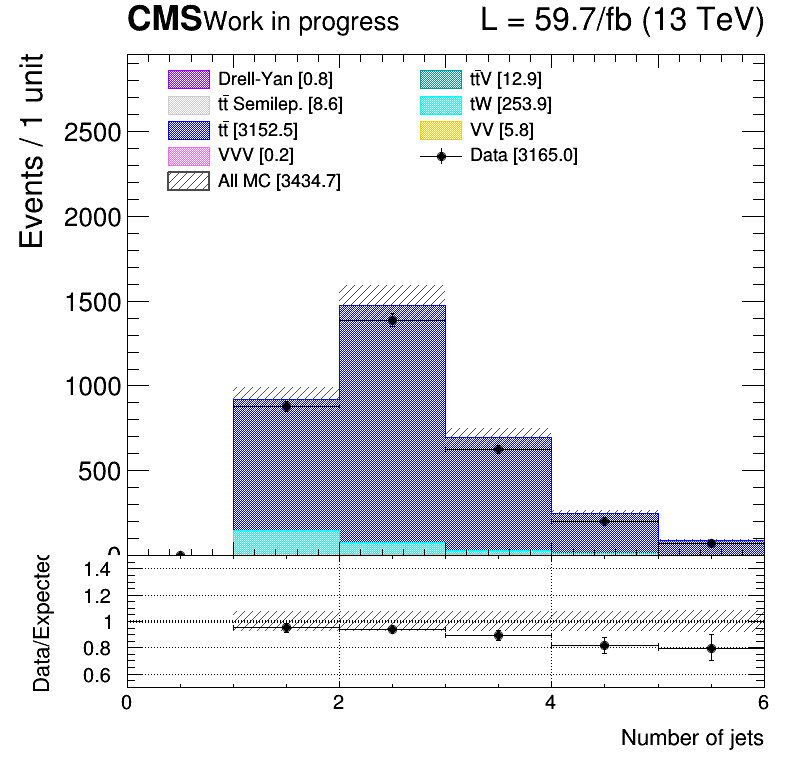 CMS Work in progress L = 59.7/fb (13 TeV)
Drell-Yan [0.8] tt̄V [12.9]
tt̄ Semilep. [8.6] tW [253.9]
tt̄ [3152.5] VV [5.8]
VVV [0.2] Data [3165.0]
All MC [3434.7]
Events / 1 unit
2500
2000
1500
1000
500
0
Data/Expected
1.4
1.2
1
0.8
0.6
0 2 4 6
Number of jets